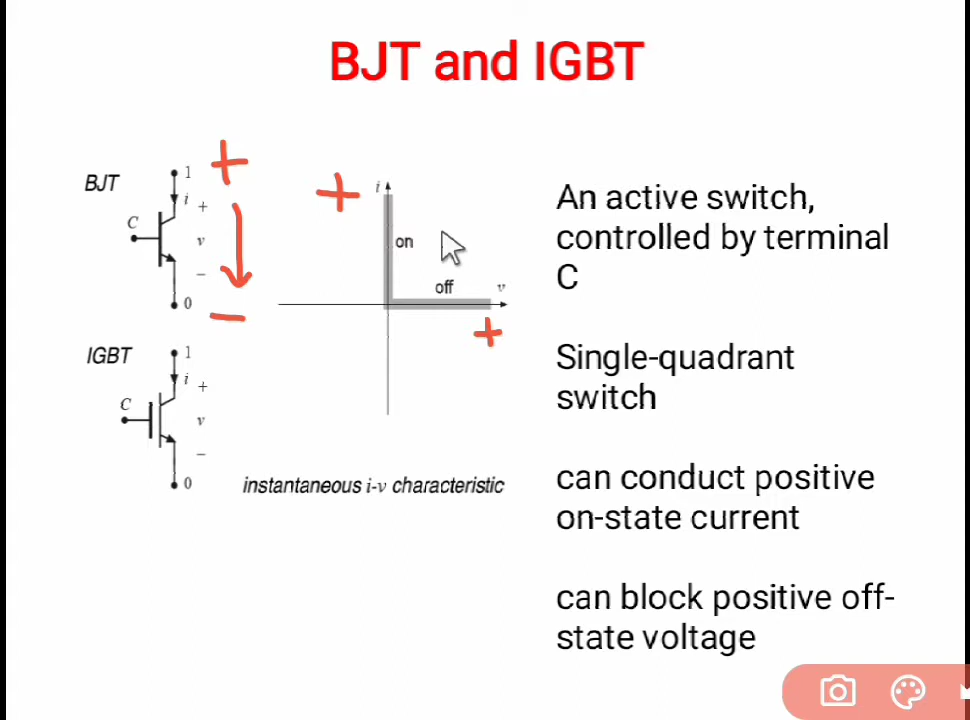 BJT and IGBT
BJT
1
i
+
C
v
−
0
+
−
IGBT
1
i
+
C
v
−
0
+
i
on
off
v
+
instantaneous i-v characteristic
An active switch,
controlled by terminal
C
Single-quadrant
switch
can conduct positive
on-state current
can block positive off-
state voltage